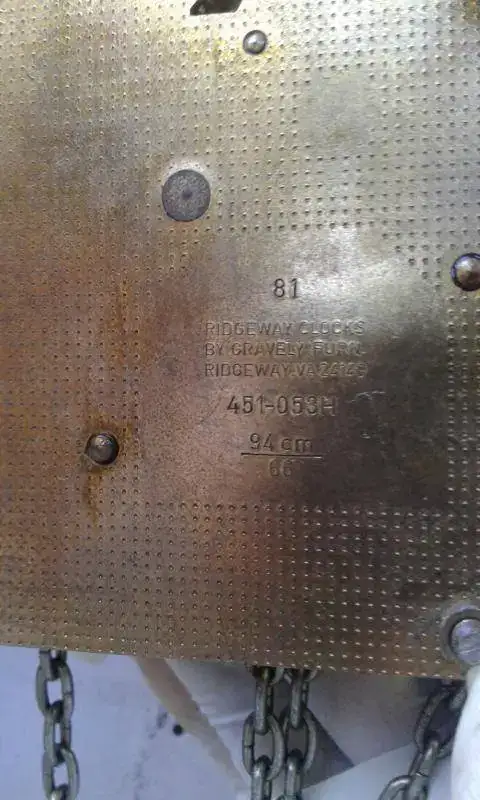 81
RIDGEWAY CLOCKS
BY GRAVELY FURN.
RIDGEWAY VA 24148
451-053H
94 cm
66